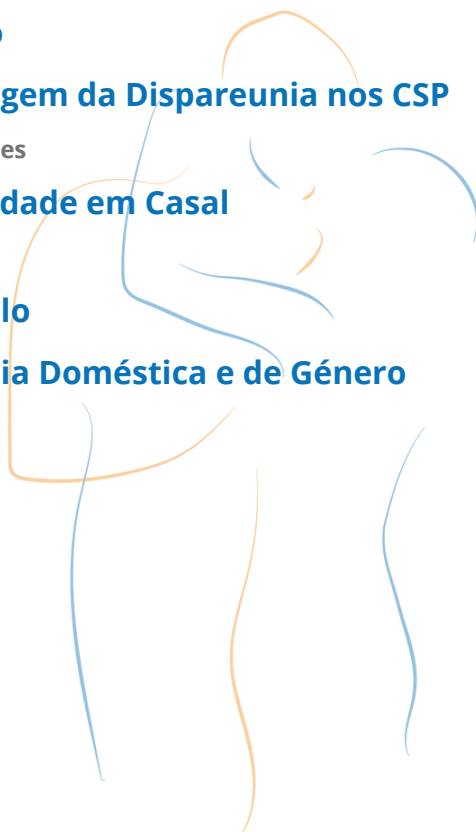 o
gem da Dispareunia nos CSP
es
dade em Casal
lo
ia Doméstica e de Género